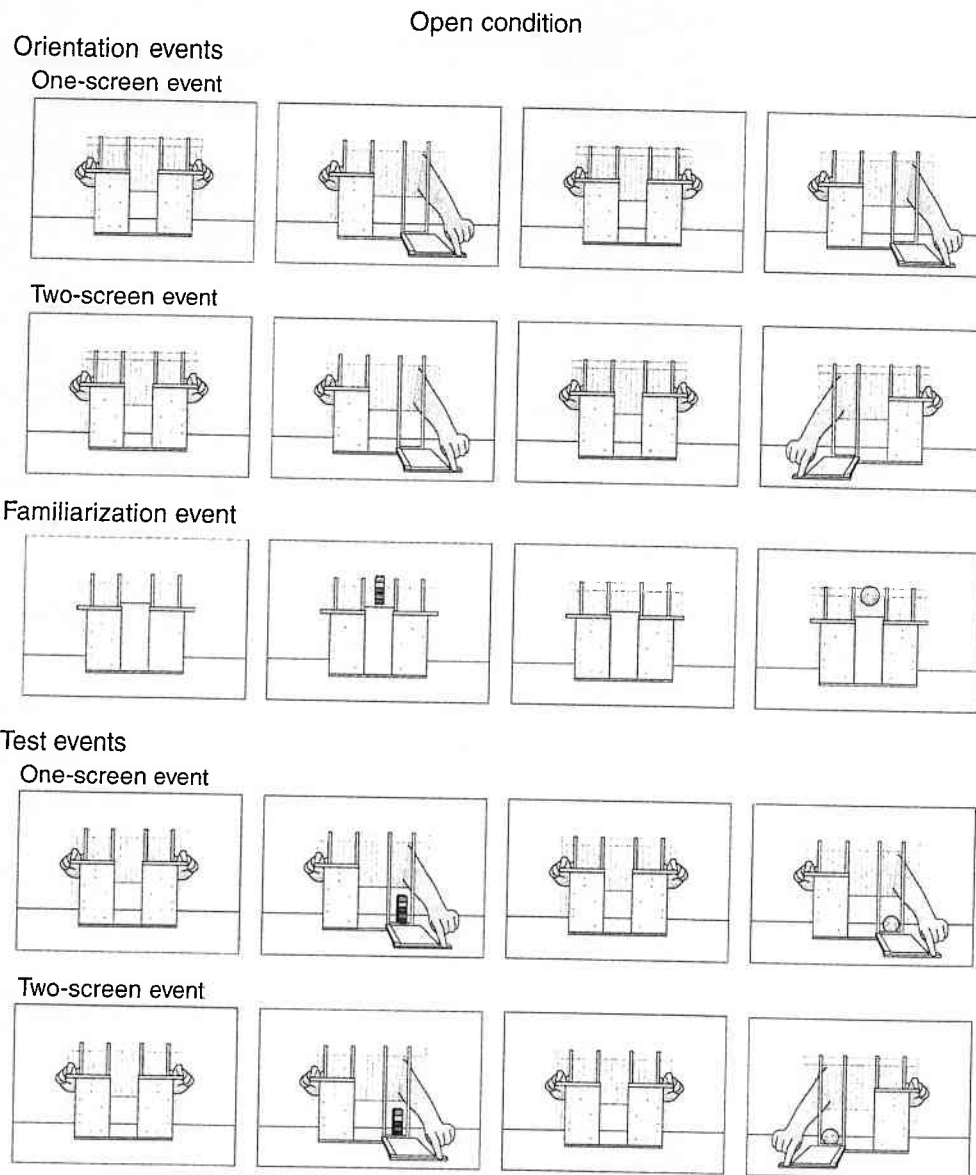 Open condition
Orientation events
One-screen event
Two-screen event
Familiarization event
Test events
One-screen event
Two-screen event